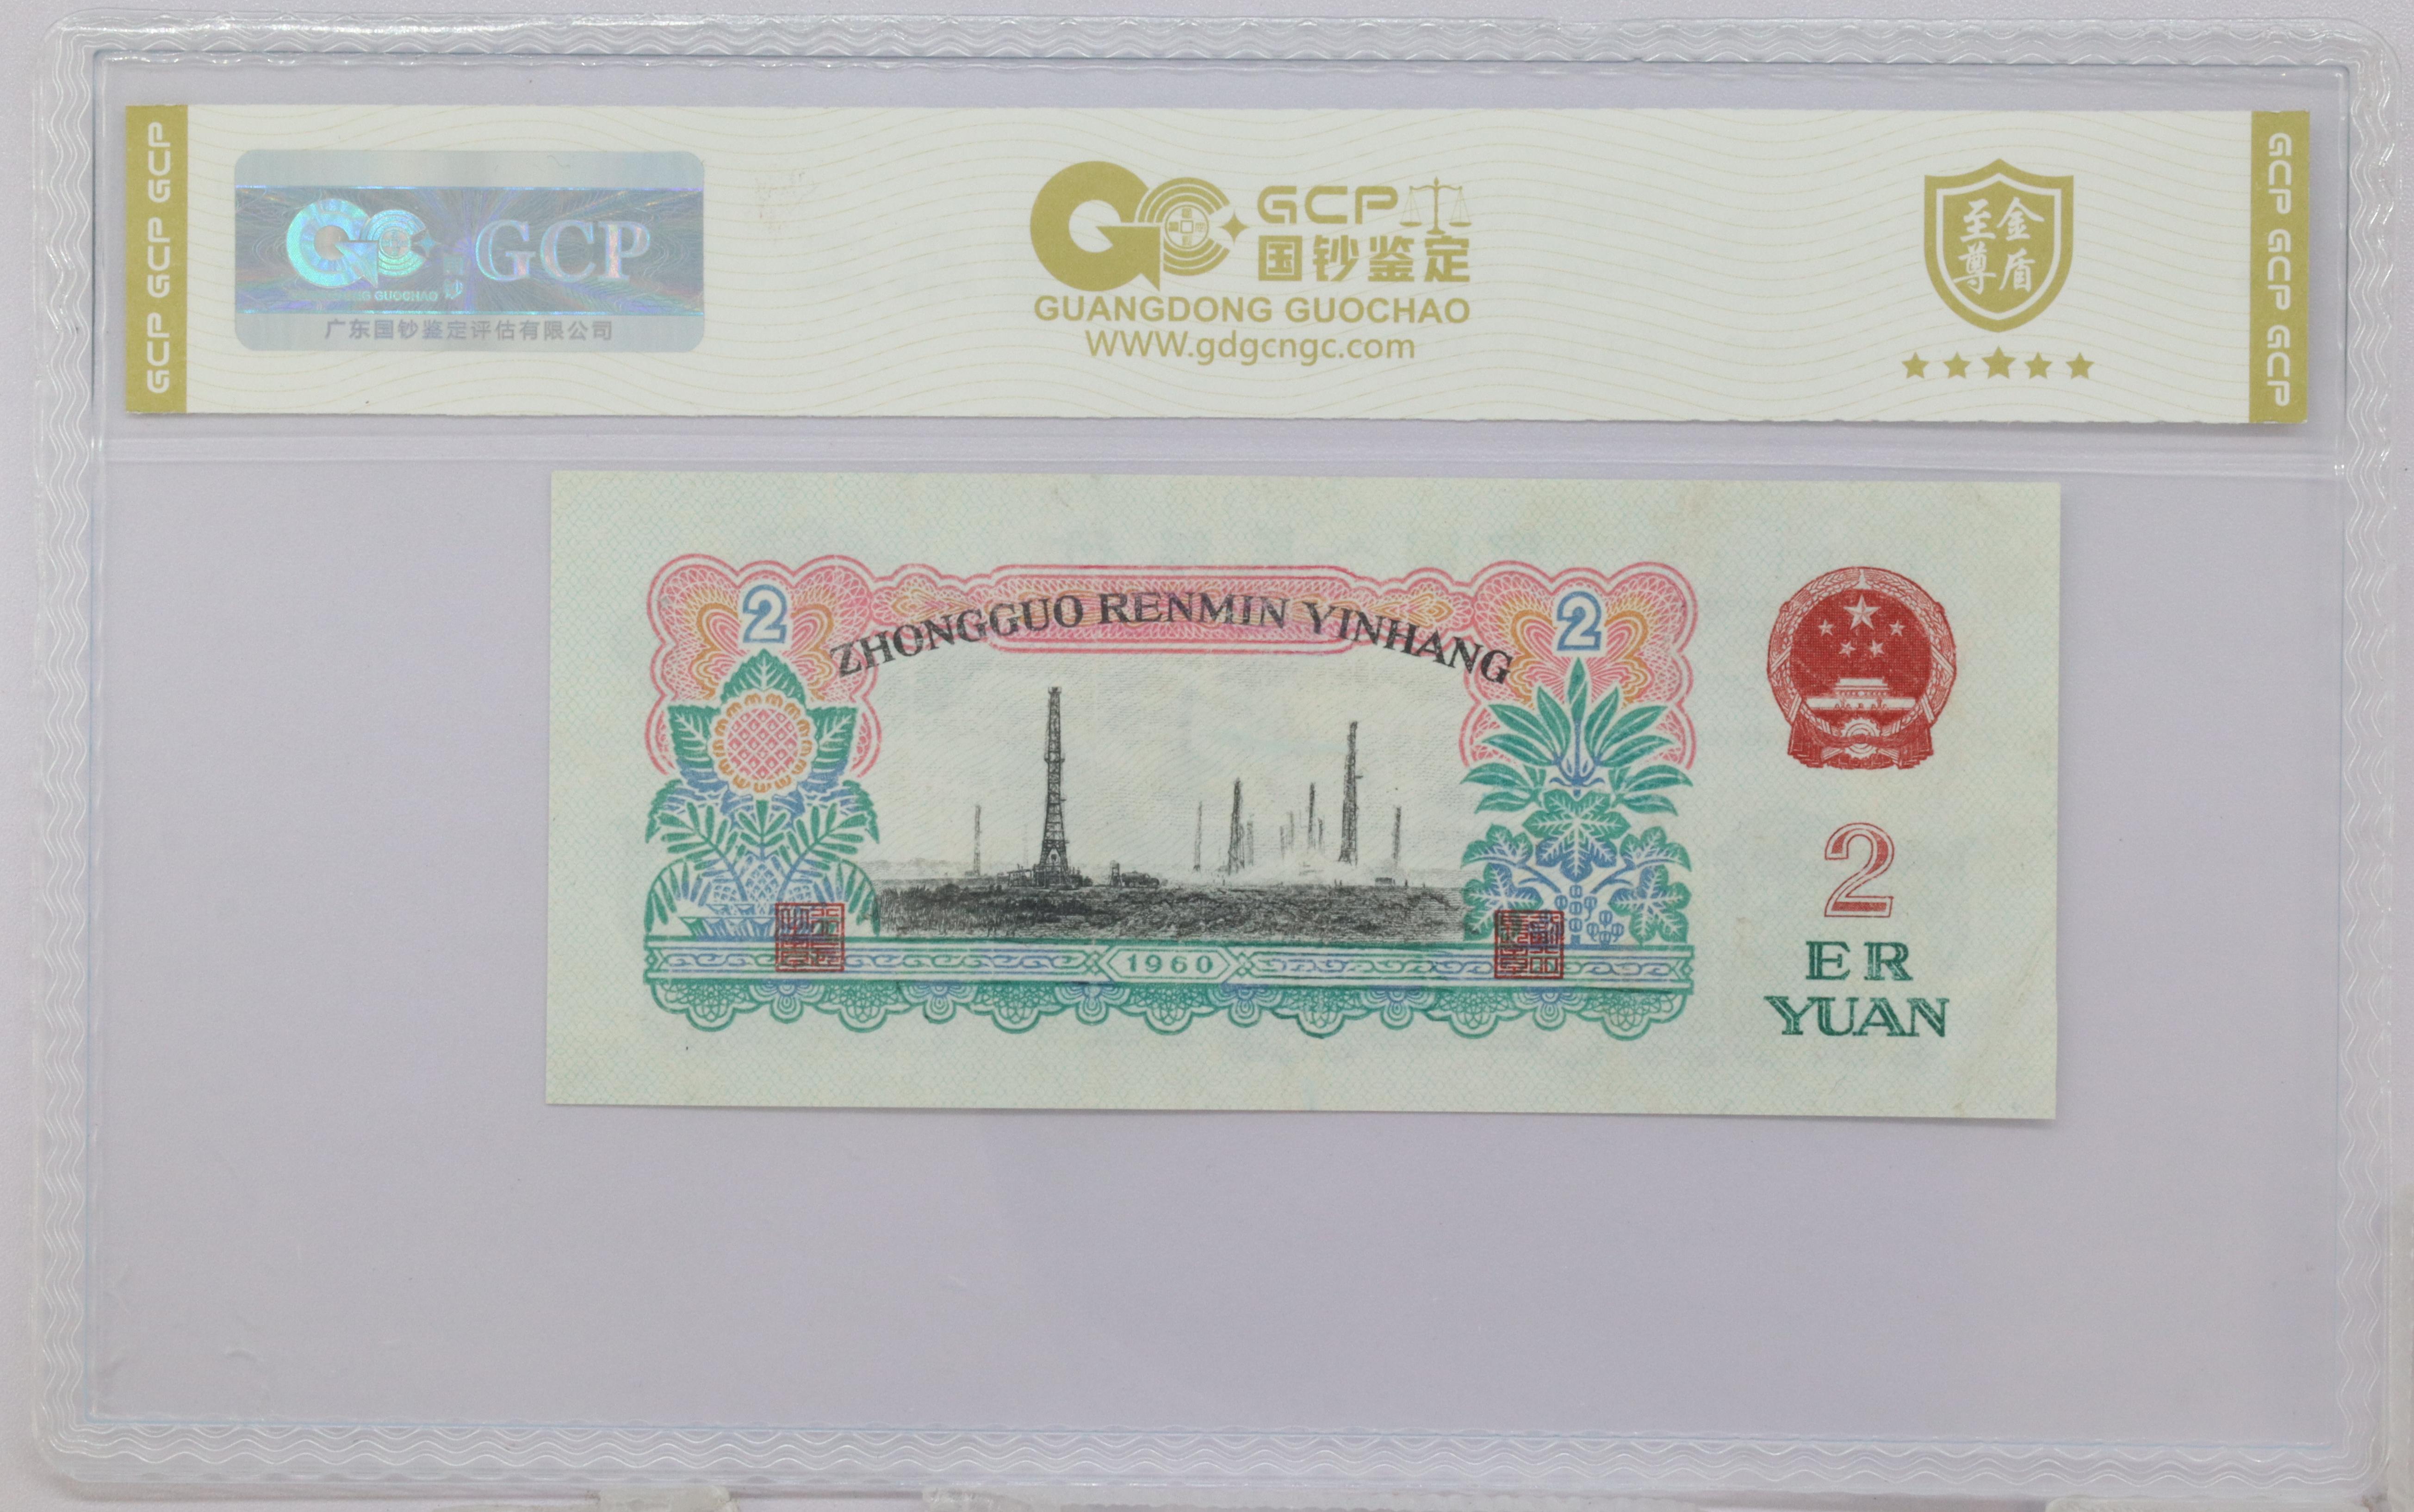 GCP GCP GCP
GCP
GUOCHAO
广东国钞鉴定评估有限公司
GCP
国钞鉴定
GUANGDONG GUOCHAO
WWW.gdgcngc.com
至尊
金盾
GCP GCP GCP
2
ZHONGGUO RENMIN YINHANG
2
1960
2
ER
YUAN